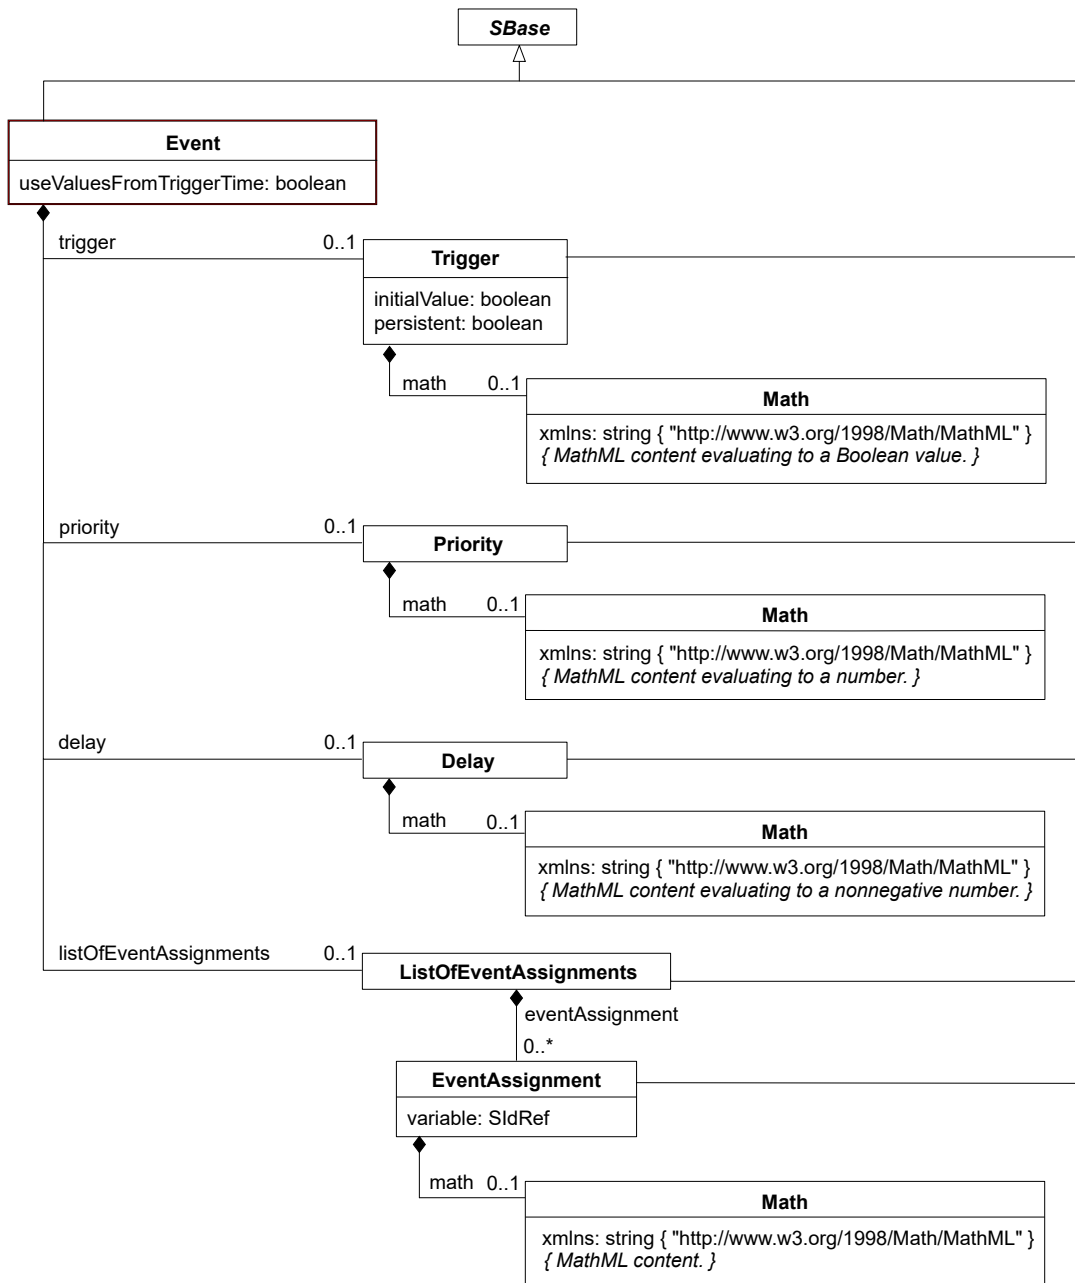 SBase
Event
useValuesFromTriggerTime: boolean
trigger 0..1
Trigger
initialValue: boolean
persistent: boolean
math 0..1
Math
xmlns: string { "http://www.w3.org/1998/Math/MathML" }
{ MathML content evaluating to a Boolean value. }
priority 0..1
Priority
math 0..1
Math
xmlns: string { "http://www.w3.org/1998/Math/MathML" }
{ MathML content evaluating to a number. }
delay 0..1
Delay
math 0..1
Math
xmlns: string { "http://www.w3.org/1998/Math/MathML" }
{ MathML content evaluating to a nonnegative number. }
listOfEventAssignments 0..1
ListOfEventAssignments
eventAssignment
0..*
EventAssignment
variable: SIdRef
math 0..1
Math
xmlns: string { "http://www.w3.org/1998/Math/MathML" }
{ MathML content. }